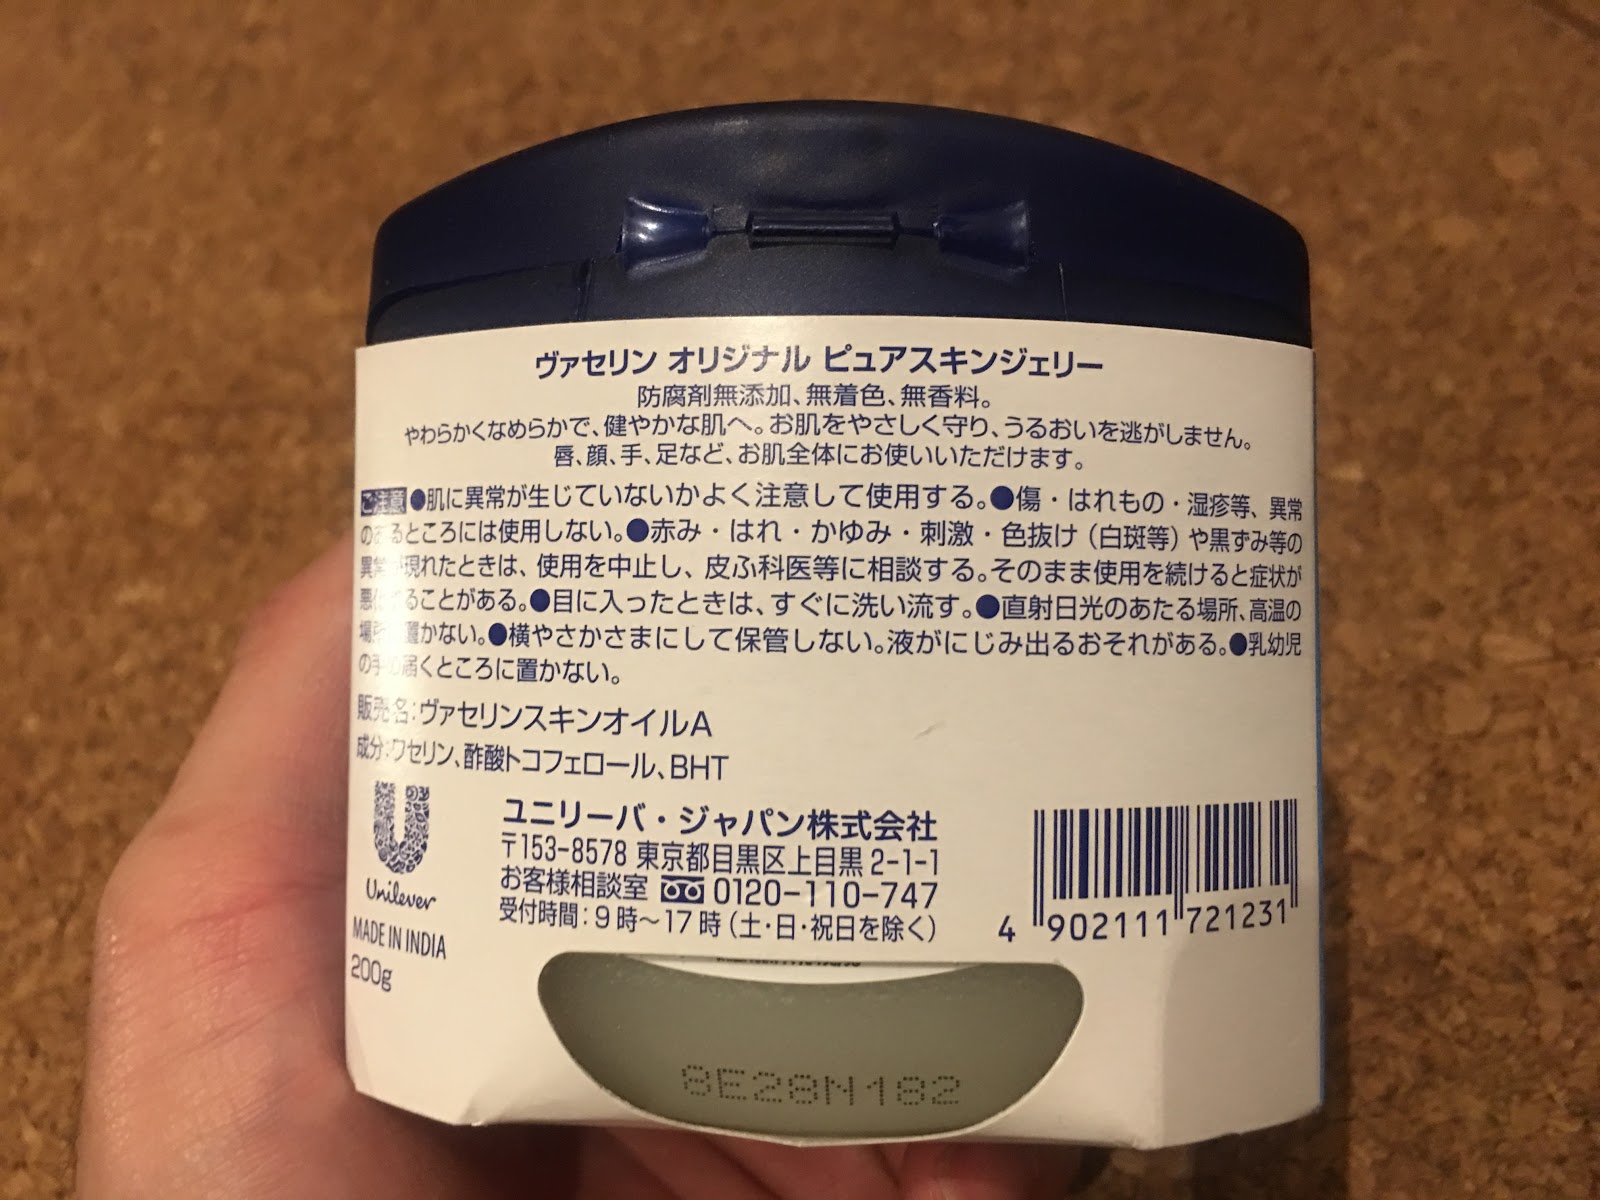 ヴァセリン オリジナル ピュアスキンジェリー
防腐剤無添加、無着色、無香料。
やわらかくなめらかで、健やかな肌へ。お肌をやさしく守り、うるおいを逃がしません。
唇、顔、手、足など、お肌全体にお使いいただけます。
ご注意 ●肌に異常が生じていないかよく注意して使用する。●傷・はれもの・湿疹等、異常
のあるところには使用しない。●赤み・はれ・かゆみ・刺激・色抜け（白斑等）や黒ずみ等の
異常が現れたときは、使用を中止し、皮ふ科医等に相談する。そのまま使用を続けると症状が
悪化することがある。●目に入ったときは、すぐに洗い流す。●直射日光のあたる場所、高温の
場所に置かない。●横やさかさまにして保管しない。液がにじみ出るおそれがある。●乳幼児
の手の届くところに置かない。
販売名：ヴァセリンスキンオイルA
成分：ワセリン、酢酸トコフェロール、BHT
Unilever
MADE IN INDIA
200g
ユニリーバ・ジャパン株式会社
〒153-8578 東京都目黒区上目黒 2-1-1
お客様相談室 0120-110-747
受付時間：9時～17時（土・日・祝日を除く）
4 902111 721231
8E28N182